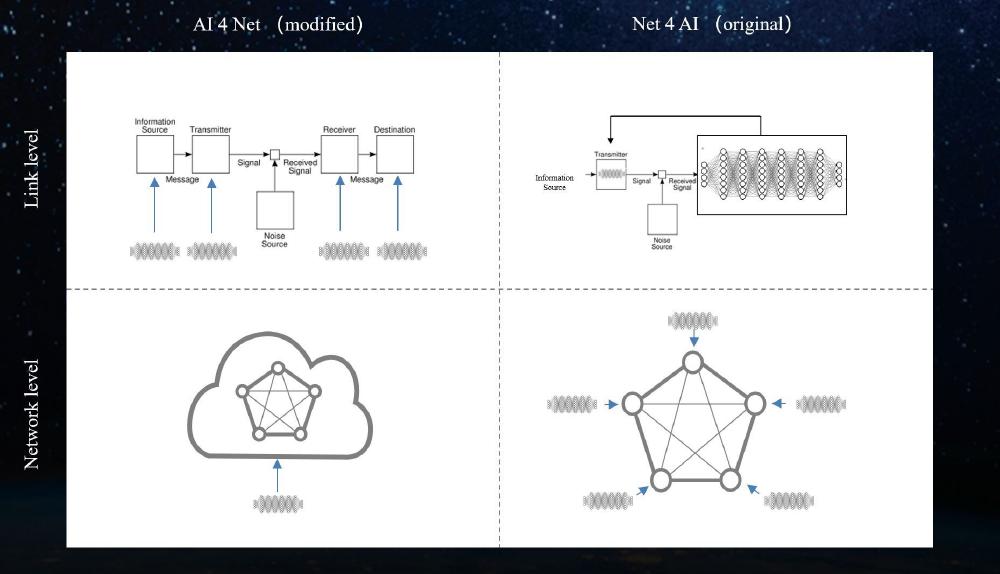 AI 4 Net （modified）
Net 4 AI （original）
Link level
Information
Source
Transmitter
Receiver
Destination
Signal
Received
Signal
Message
Message
Noise
Source
Transmitter
Information
Source
Signal
Received
Signal
Noise
Source
Network level